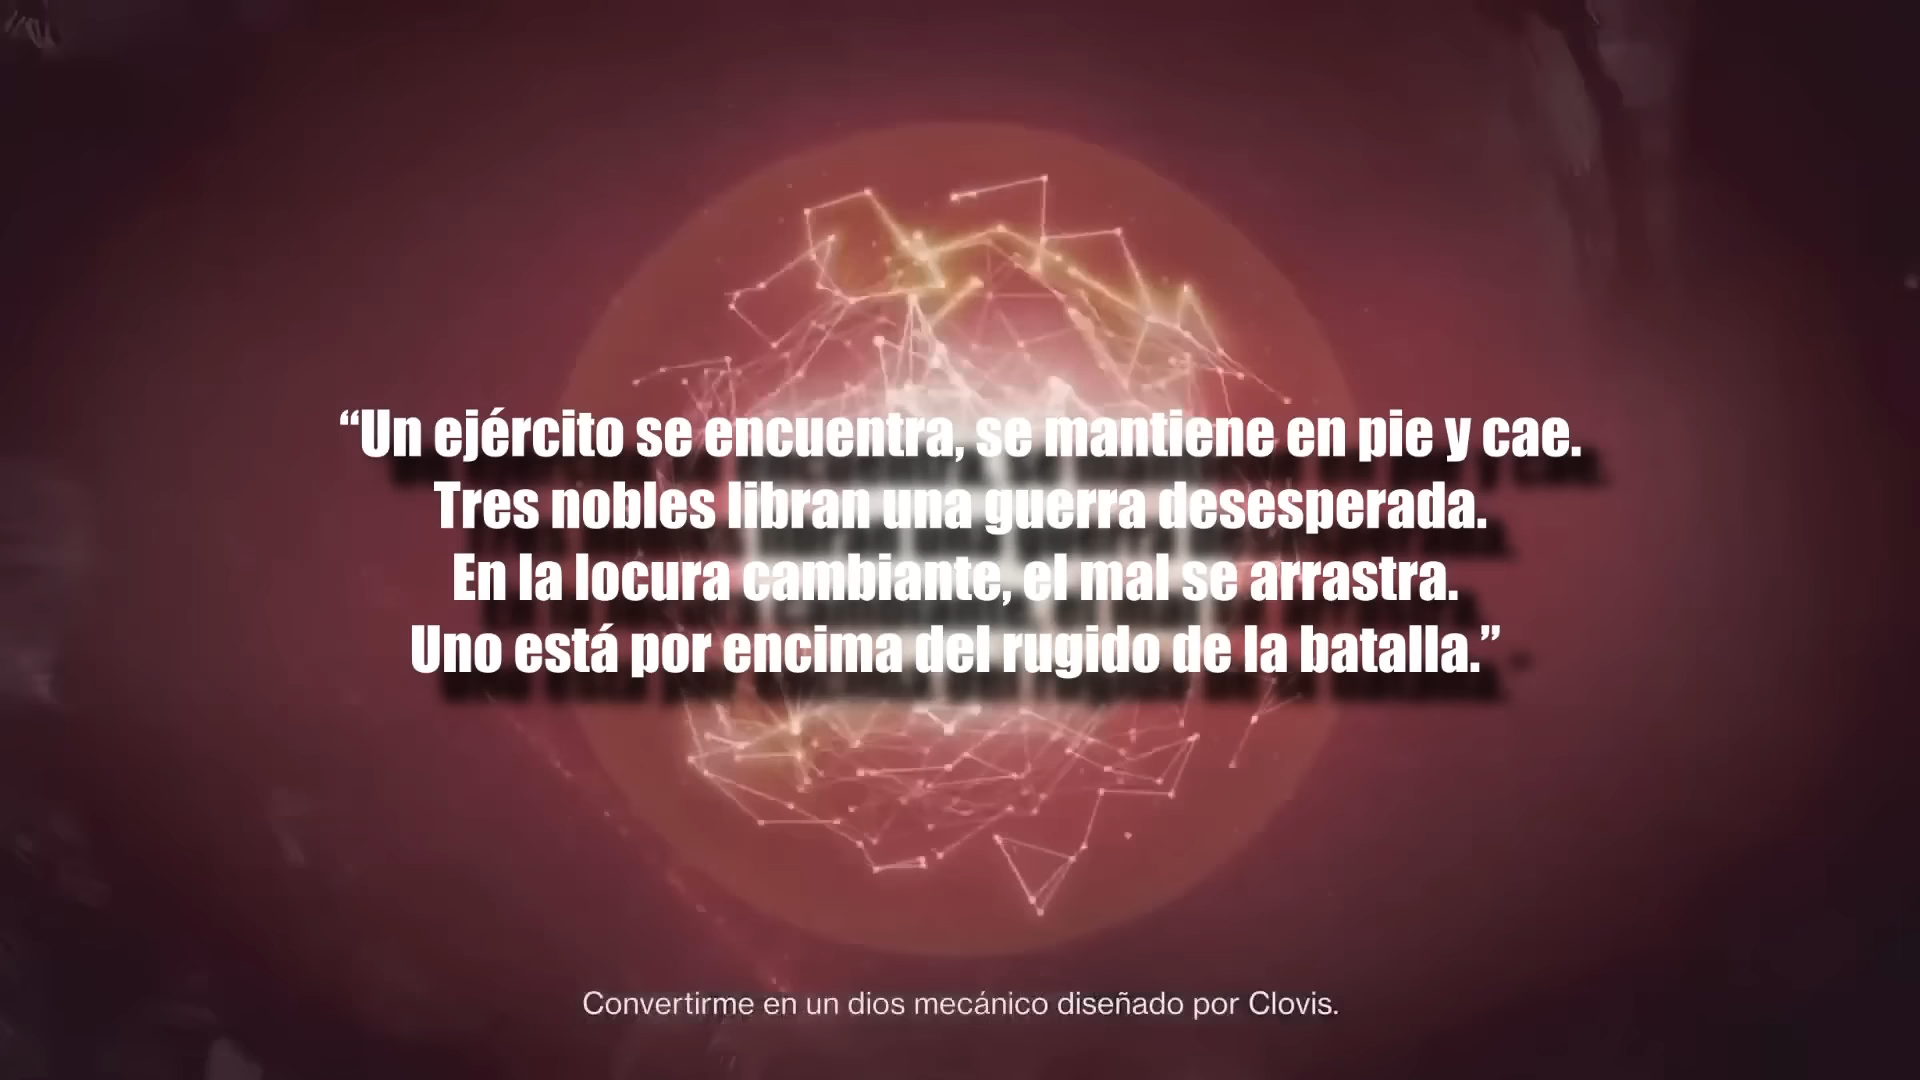 “Un ejército se encuentra, se mantiene en pie y cae.
Tres nobles libran una guerra desesperada.
En la locura cambiante, el mal se arrastra.
Uno está por encima del rugido de la batalla.”
Convertirme en un dios mecánico diseñado por Clovis.